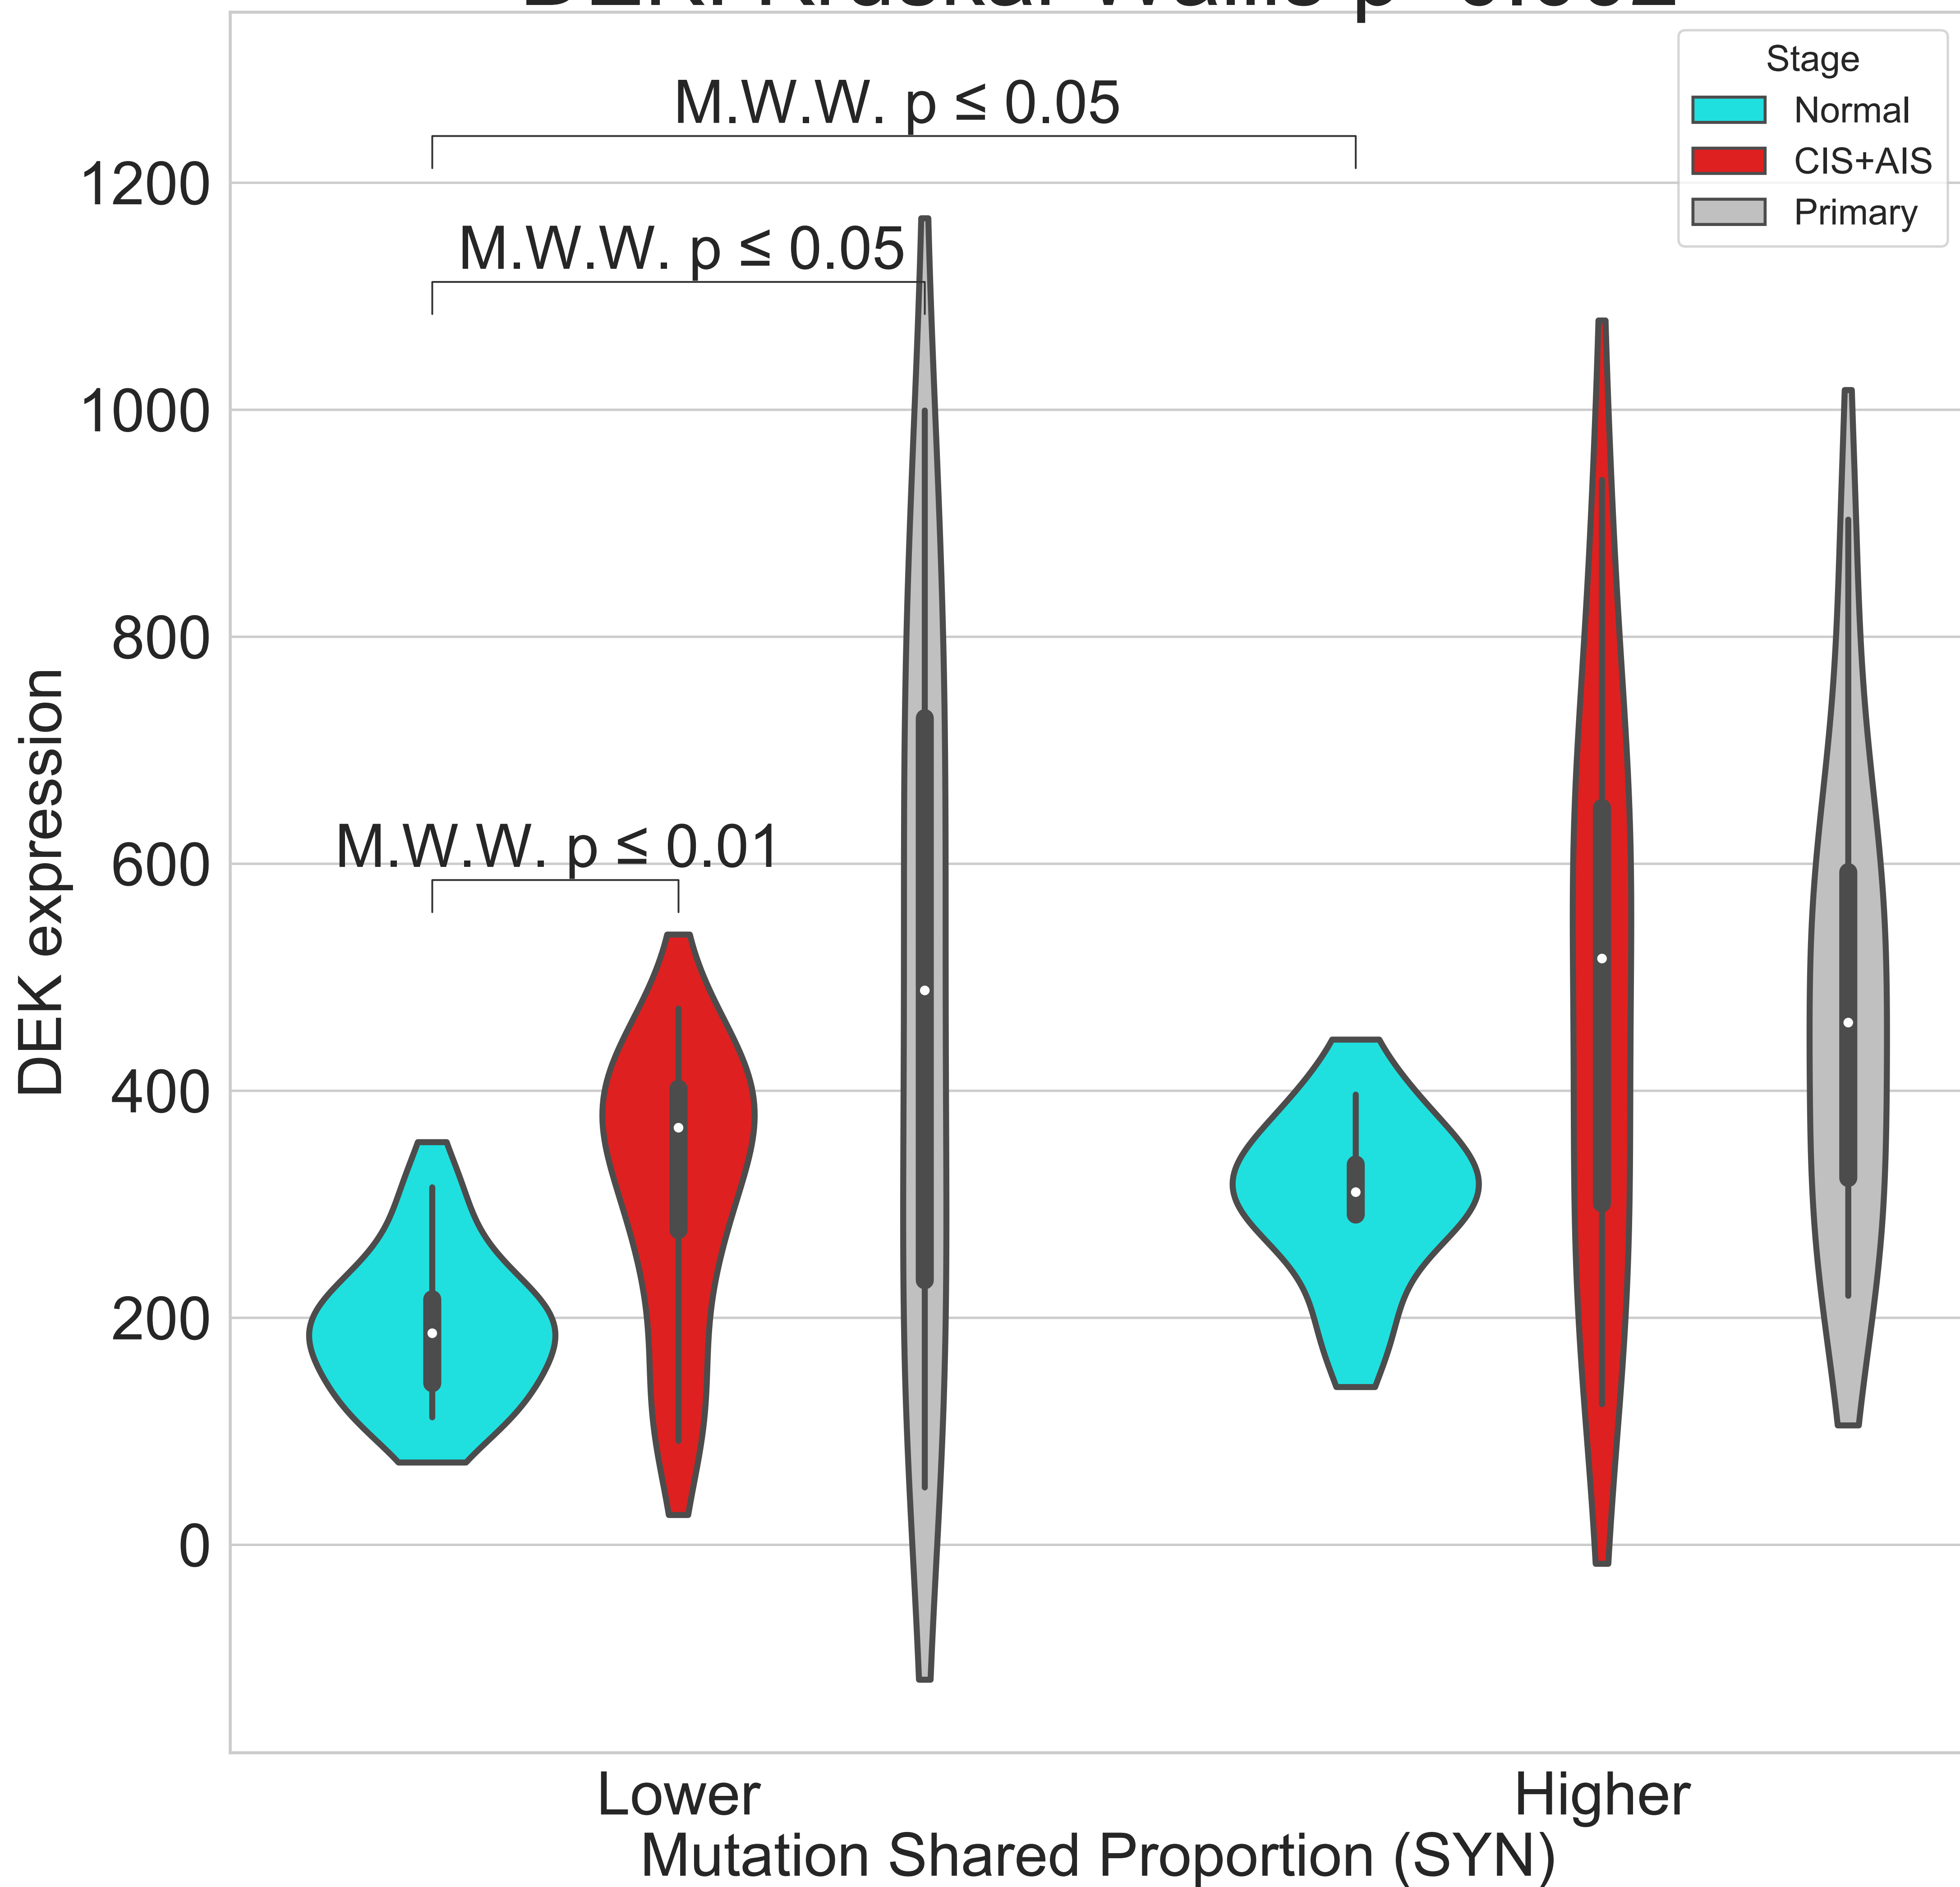 M.W.W. p ≤ 0.05
M.W.W. p ≤ 0.05
M.W.W. p ≤ 0.01
Stage
Normal
CIS+AIS
Primary
1200
1000
800
600
400
200
0
DEK expression
Lower
Higher
Mutation Shared Proportion (SYN)